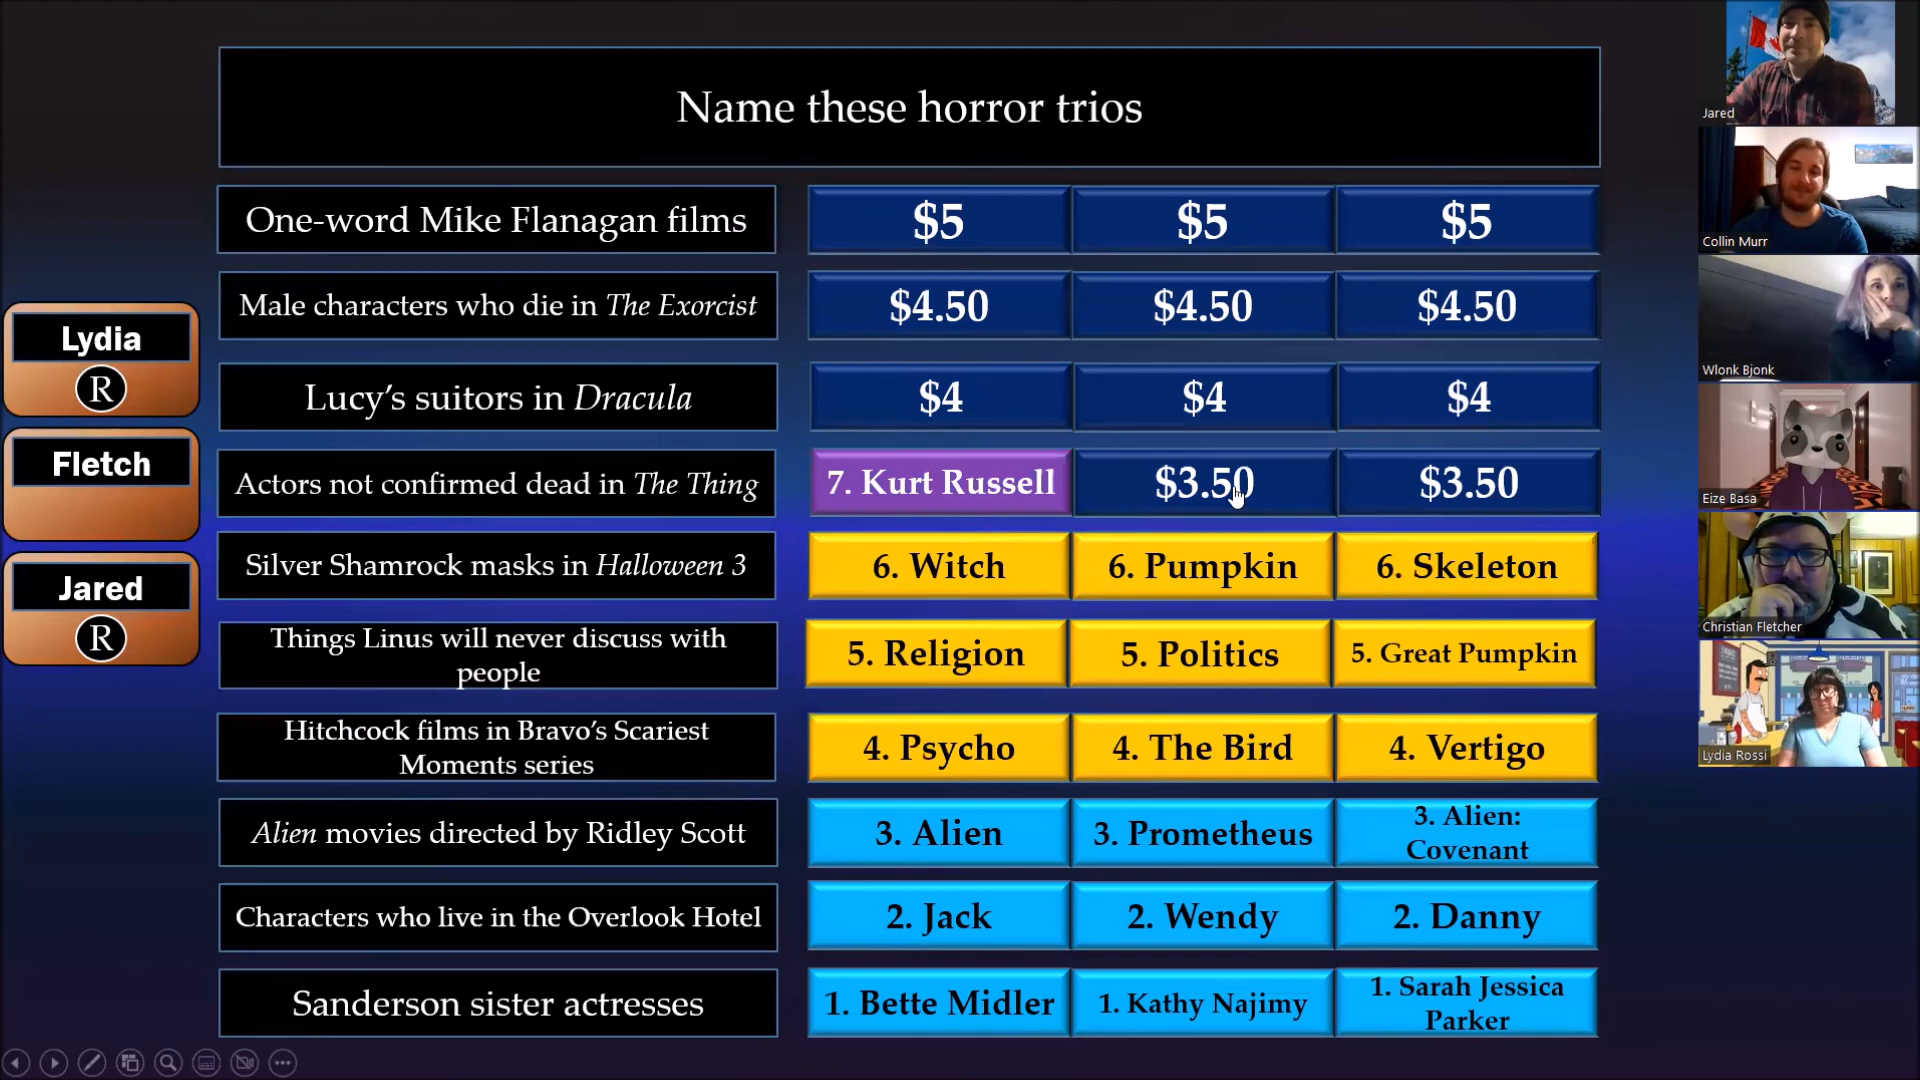 Name these horror trios
One-word Mike Flanagan films
$5
$5
$5
Male characters who die in The Exorcist
$4.50
$4.50
$4.50
Lucy's suitors in Dracula
$4
$4
$4
Actors not confirmed dead in The Thing
7. Kurt Russell
$3.50
$3.50
Silver Shamrock masks in Halloween 3
6. Witch
6. Pumpkin
6. Skeleton
Things Linus will never discuss with
people
5. Religion
5. Politics
5. Great Pumpkin
Hitchcock films in Bravo's Scariest
Moments series
4. Psycho
4. The Bird
4. Vertigo
Alien movies directed by Ridley Scott
3. Alien
3. Prometheus
3. Alien:
Covenant
Characters who live in the Overlook Hotel
2. Jack
2. Wendy
2. Danny
Sanderson sister actresses
1. Bette Midler
1. Kathy Najimy
1. Sarah Jessica
Parker
Lydia
R
Fletch
Jared
R
Jared
Collin Murr
Wlonk Bjonk
Eize Basa
Christian Fletcher
Lydia Rossi